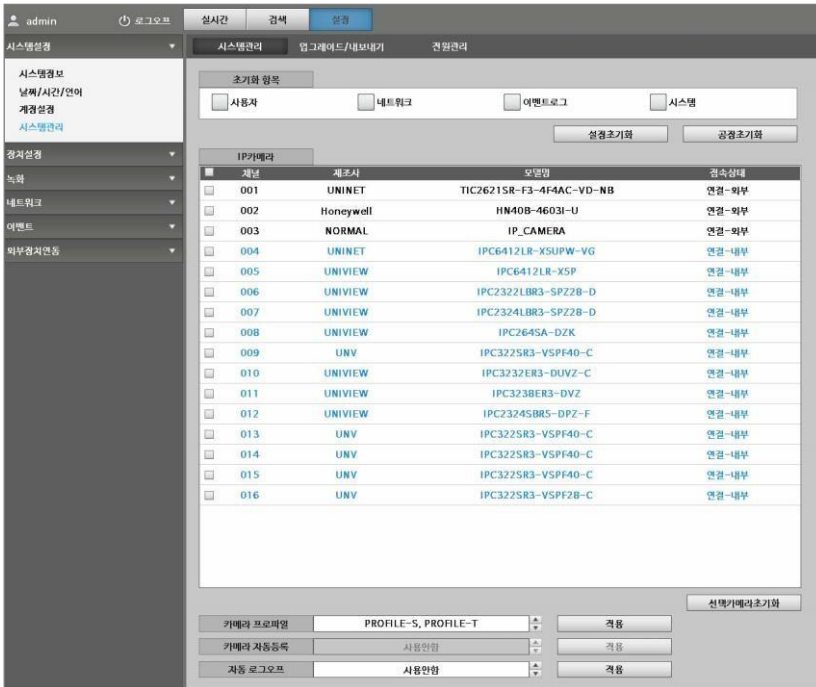 admin 로그오프 실시간 검색 설정
시스템설정
시스템관리 업그레이드/내보내기 전원관리
시스템정보
날짜/시간/언어
계정설정
시스템관리
장치설정
녹화
네트워크
이벤트
외부장치연동
초기화 항목
사용자 네트워크 이벤트로그 시스템
설정초기화 공장초기화
IP카메라
채널 제조사 모델명 접속상태
001 UNINET TIC2621SR-F3-4F4AC-VD-NB 연결-외부
002 Honeywell HN40B-4603I-U 연결-외부
003 NORMAL IP_CAMERA 연결-외부
004 UNINET IPC6412LR-X5UPW-VG 연결-내부
005 UNIVIEW IPC6412LR-X5P 연결-내부
006 UNIVIEW IPC2322LBR3-SPZ28-D 연결-내부
007 UNIVIEW IPC2324LBR3-SPZ28-D 연결-내부
008 UNIVIEW IPC264SA-DZK 연결-내부
009 UNV IPC322SR3-VSPF40-C 연결-내부
010 UNIVIEW IPC3232ER3-DUVZ-C 연결-내부
011 UNIVIEW IPC3238ER3-DVZ 연결-내부
012 UNIVIEW IPC2324SBR5-DPZ-F 연결-내부
013 UNV IPC322SR3-VSPF40-C 연결-내부
014 UNV IPC322SR3-VSPF40-C 연결-내부
015 UNV IPC322SR3-VSPF40-C 연결-내부
016 UNV IPC322SR3-VSPF28-C 연결-내부
선택카메라초기화
카메라 프로파일 PROFILE-S, PROFILE-T 적용
카메라 자동등록 사용안함 적용
자동 로그오프 사용안함 적용